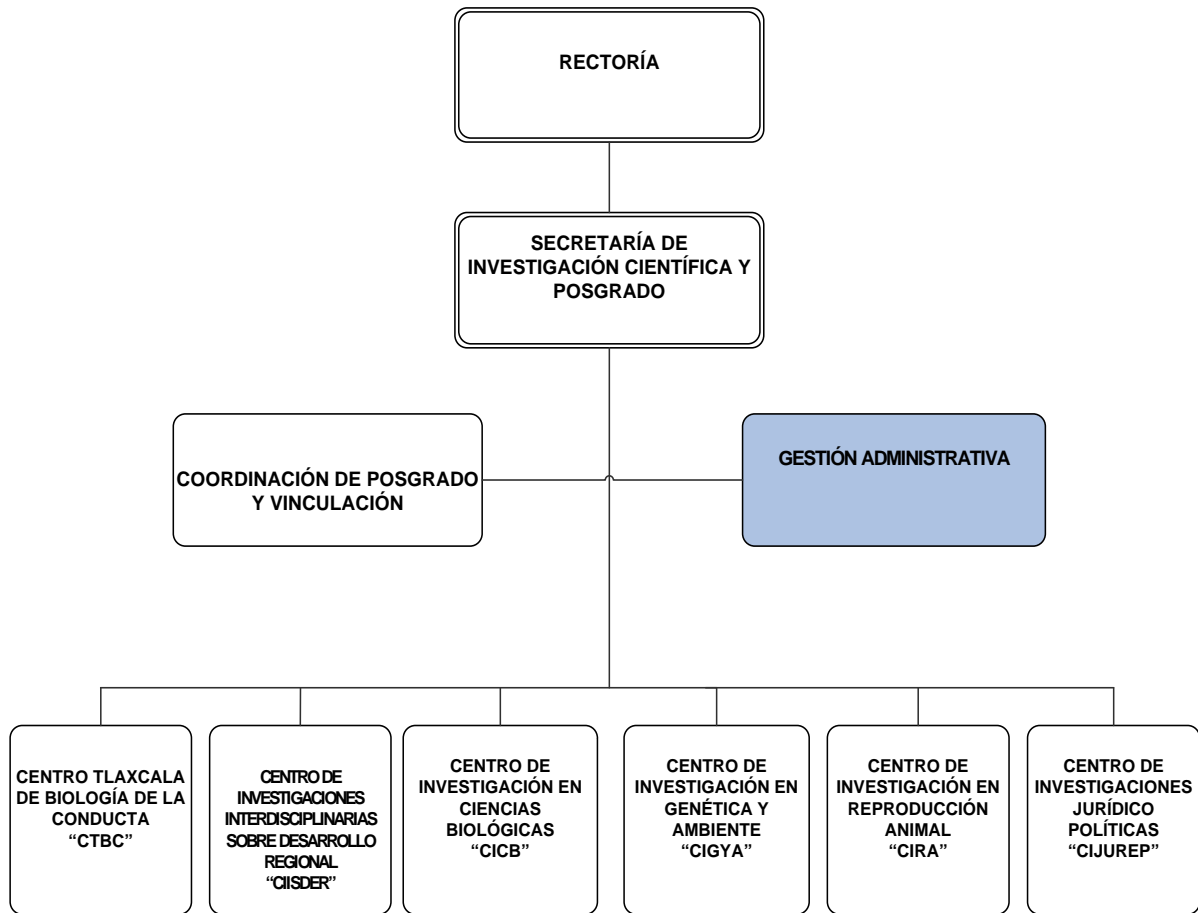 RECTORÍA
SECRETARÍA DE
INVESTIGACIÓN CIENTÍFICA Y
POSGRADO
COORDINACIÓN DE POSGRADO
Y VINCULACIÓN
GESTIÓN ADMINISTRATIVA
CENTRO TLAXCALA
DE BIOLOGÍA DE LA
CONDUCTA
“CTBC”
CENTRO DE
INVESTIGACIONES
INTERDISCIPLINARIAS
SOBRE DESARROLLO
REGIONAL
“CIISDER”
CENTRO DE
INVESTIGACIÓN EN
CIENCIAS
BIOLÓGICAS
“CICB”
CENTRO DE
INVESTIGACIÓN EN
GENÉTICA Y
AMBIENTE
“CIGYA”
CENTRO DE
INVESTIGACIÓN EN
REPRODUCCIÓN
ANIMAL
“CIRA”
CENTRO DE
INVESTIGACIONES
JURÍDICO
POLÍTICAS
“CIJUREP”